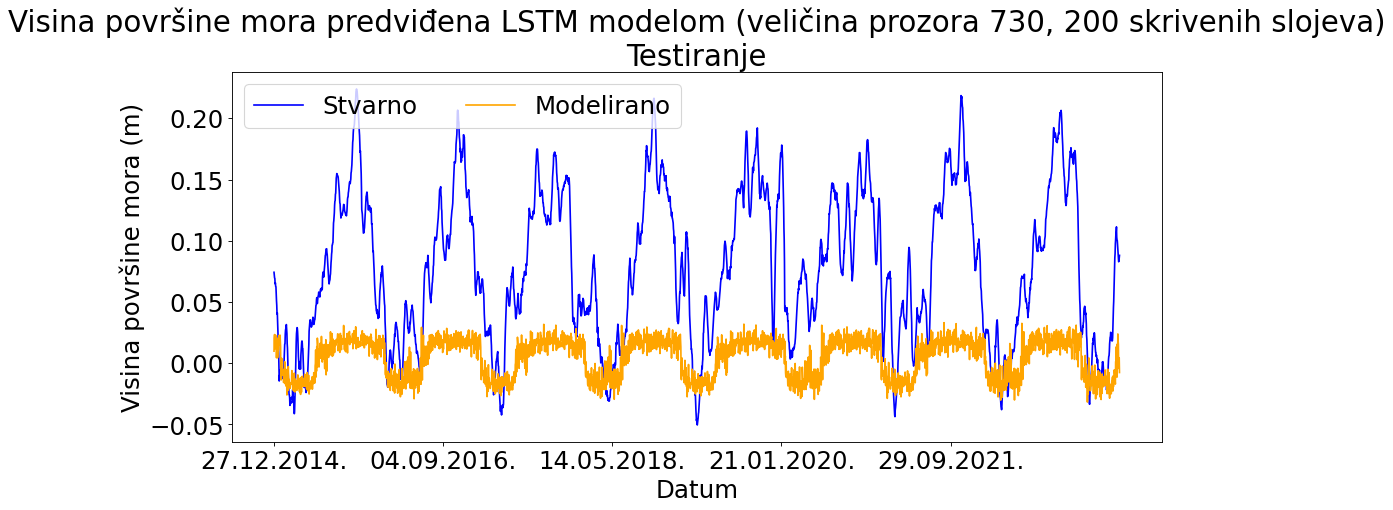 Visina površine mora predviđena LSTM modelom (veličina prozora 730, 200 skrivenih slojeva)
Testiranje
Stvarno
Modelirano
Visina površine mora (m)
0.20
0.15
0.10
0.05
0.00
−0.05
27.12.2014.
04.09.2016.
14.05.2018.
21.01.2020.
29.09.2021.
Datum